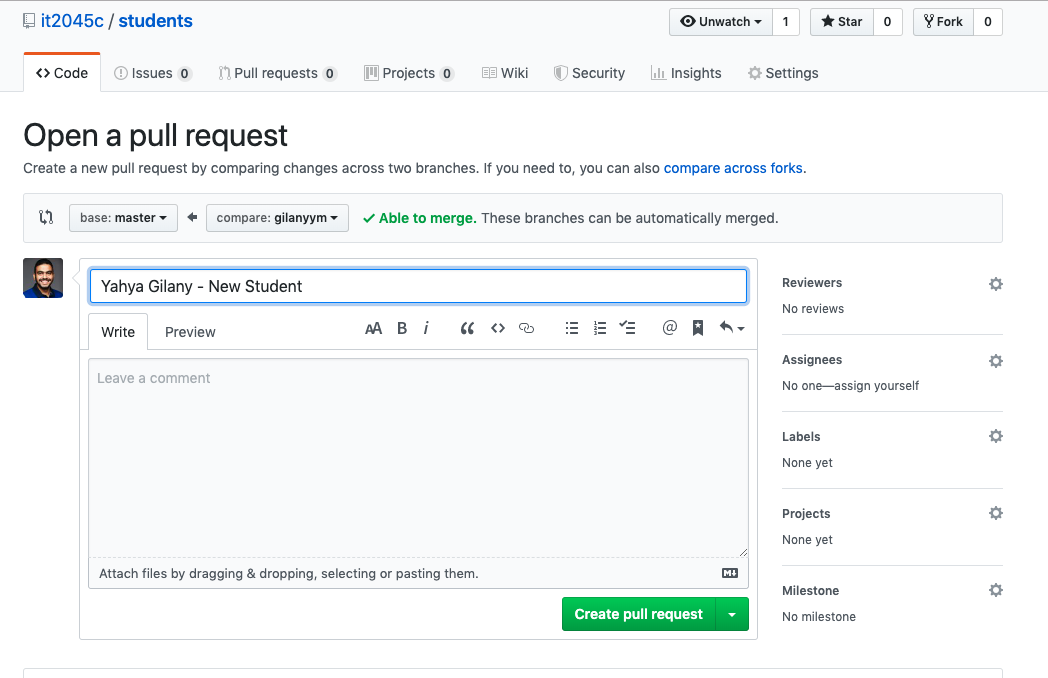 it2045c / students
Unwatch 1 Star 0 Fork 0
Code Issues 0 Pull requests 0 Projects 0 Wiki Security Insights Settings
Open a pull request
Create a new pull request by comparing changes across two branches. If you need to, you can also compare across forks.
base: master compare: gilanyym Able to merge. These branches can be automatically merged.
Yahya Gilany - New Student
Write Preview AA B i @
Leave a comment
Attach files by dragging & dropping, selecting or pasting them.
Create pull request
Reviewers
No reviews
Assignees
No one—assign yourself
Labels
None yet
Projects
None yet
Milestone
No milestone